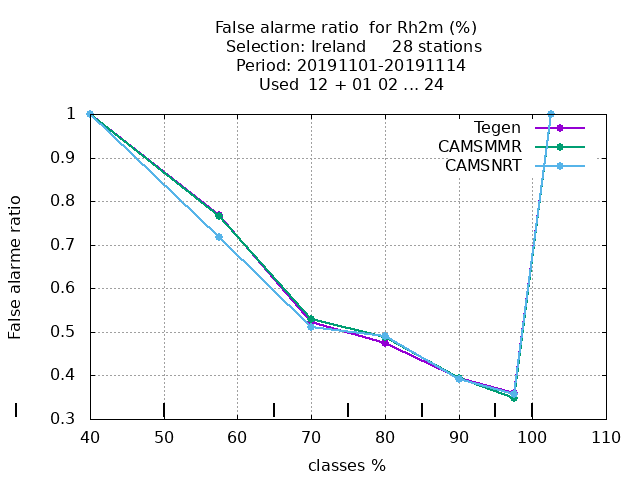 False alarme ratio  for Rh2m (%)
Selection: Ireland     28 stations
Period: 20191101-20191114
Used  12 + 01 02 ... 24
1
0.9
0.8
0.7
0.6
0.5
0.4
0.3
False alarme ratio
Tegen
CAMSMMR
CAMSNRT
40 50 60 70 80 90 100 110
classes %